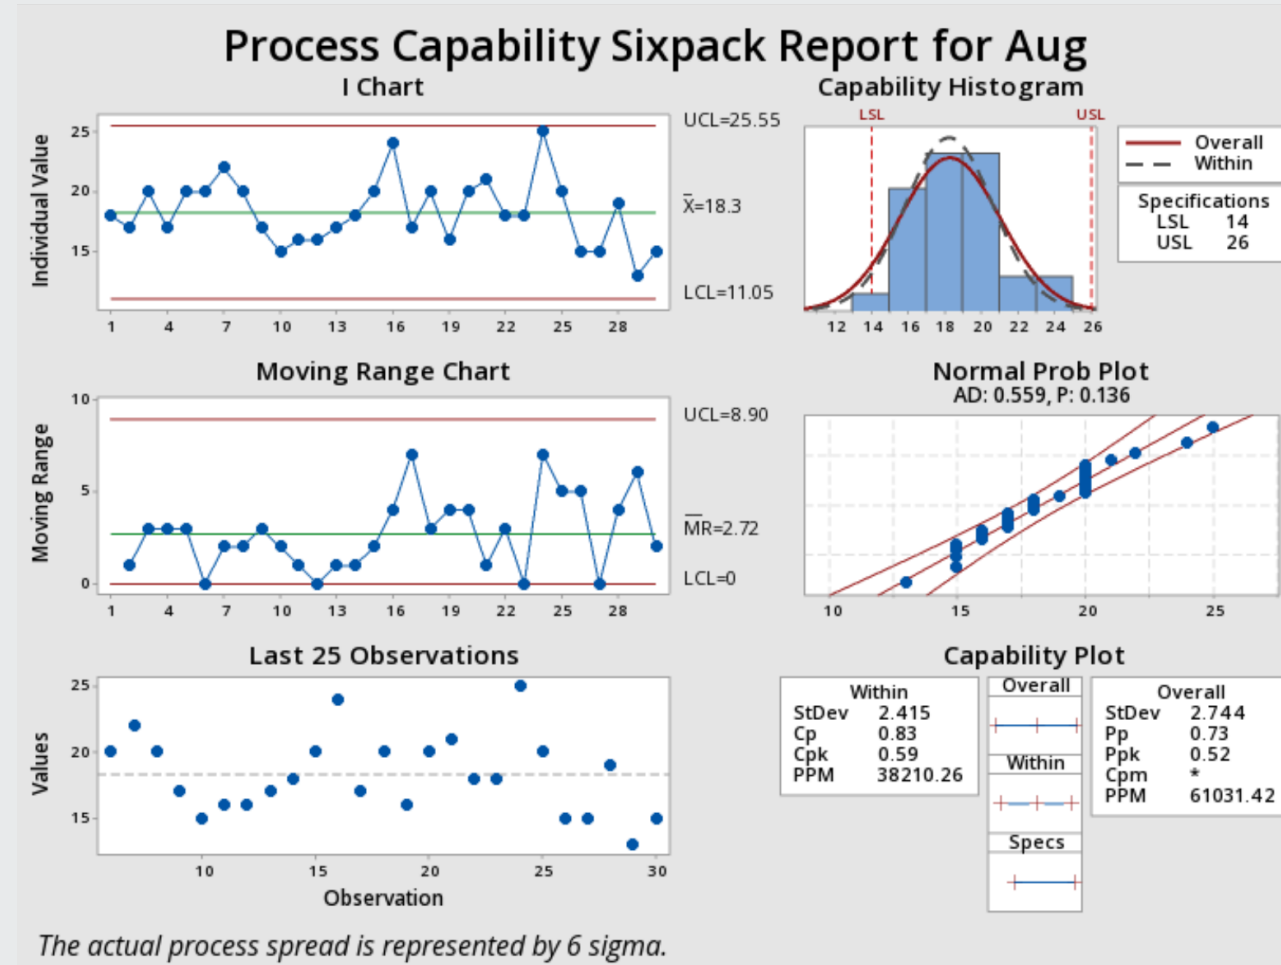 Process Capability Sixpack Report for Aug
I Chart
Individual Value
25
20
15
UCL=25.55
X̅=18.3
LCL=11.05
1 4 7 10 13 16 19 22 25 28
Capability Histogram
LSL USL
12 14 16 18 20 22 24 26
Overall
Within
Specifications
LSL 14
USL 26
Moving Range Chart
Moving Range
10
5
0
UCL=8.90
M̅R̅=2.72
LCL=0
1 4 7 10 13 16 19 22 25 28
Normal Prob Plot
AD: 0.559, P: 0.136
10 15 20 25
Last 25 Observations
Values
25
20
15
10 15 20 25 30
Observation
Capability Plot
Within
StDev 2.415
Cp 0.83
Cpk 0.59
PPM 38210.26
Overall
Within
Specs
Overall
StDev 2.744
Pp 0.73
Ppk 0.52
Cpm *
PPM 61031.42
The actual process spread is represented by 6 sigma.